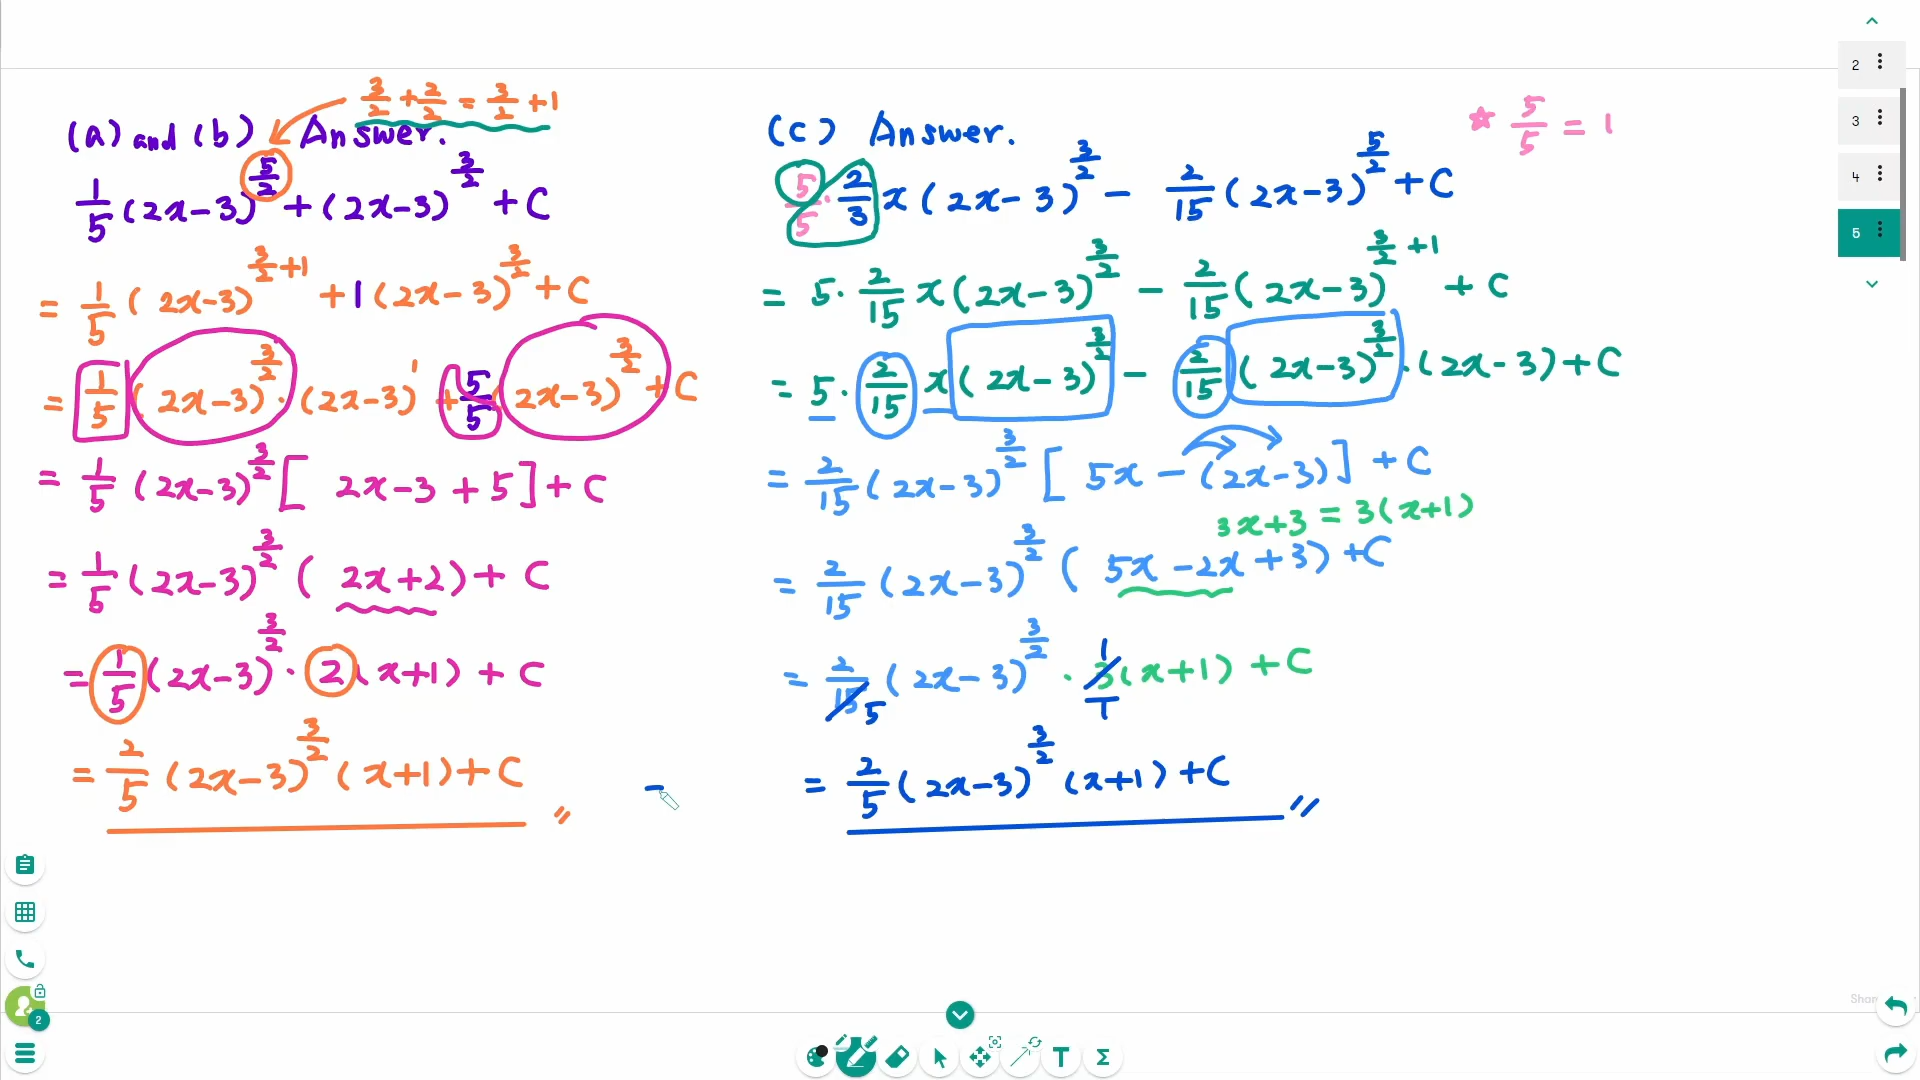 3/2 + 2/2 = 3/2 + 1
(a) and (b) Answer.
1/5 (2x-3)^(5/2) + (2x-3)^(3/2) + C
= 1/5 (2x-3)^(3/2 + 1) + 1 (2x-3)^(3/2) + C
= 1/5 (2x-3)^(3/2) · (2x-3)^1 + 5/5 (2x-3)^(3/2) + C
= 1/5 (2x-3)^(3/2) [ 2x-3 + 5 ] + C
= 1/5 (2x-3)^(3/2) ( 2x+2 ) + C
= 1/5 (2x-3)^(3/2) · 2 (x+1) + C
= 2/5 (2x-3)^(3/2) (x+1) + C
(c) Answer.
* 5/5 = 1
5/5 · 2/3 x (2x-3)^(3/2) - 2/15 (2x-3)^(5/2) + C
= 5 · 2/15 x (2x-3)^(3/2) - 2/15 (2x-3)^(3/2 + 1) + C
= 5 · 2/15 x (2x-3)^(3/2) - 2/15 (2x-3)^(3/2) · (2x-3) + C
= 2/15 (2x-3)^(3/2) [ 5x - (2x-3) ] + C
3x+3 = 3(x+1)
= 2/15 (2x-3)^(3/2) ( 5x - 2x + 3 ) + C
1
= 2/15 (2x-3)^(3/2) · 3 (x+1) + C
5 1
= 2/5 (2x-3)^(3/2) (x+1) + C
2
3
4
5
2
T
Σ